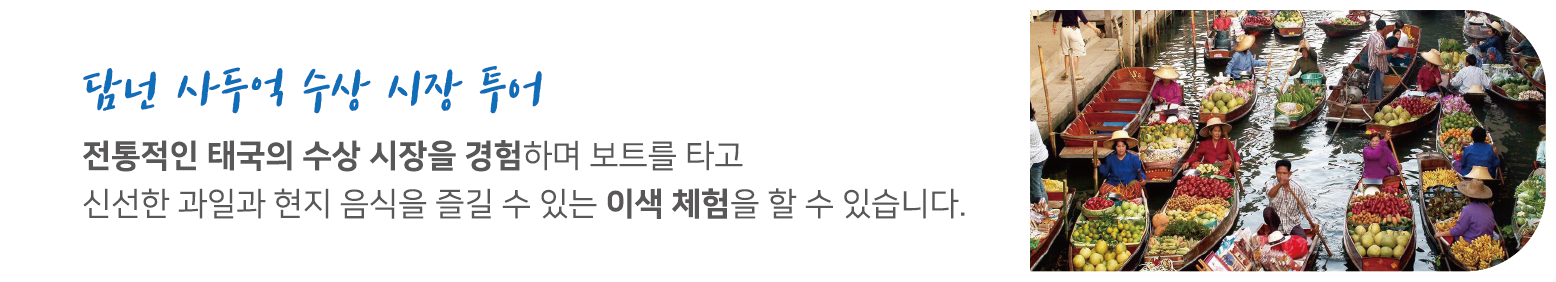 담넌 사두억 수상 시장 투어
전통적인 태국의 수상 시장을 경험하며 보트를 타고
신선한 과일과 현지 음식을 즐길 수 있는 이색 체험을 할 수 있습니다.